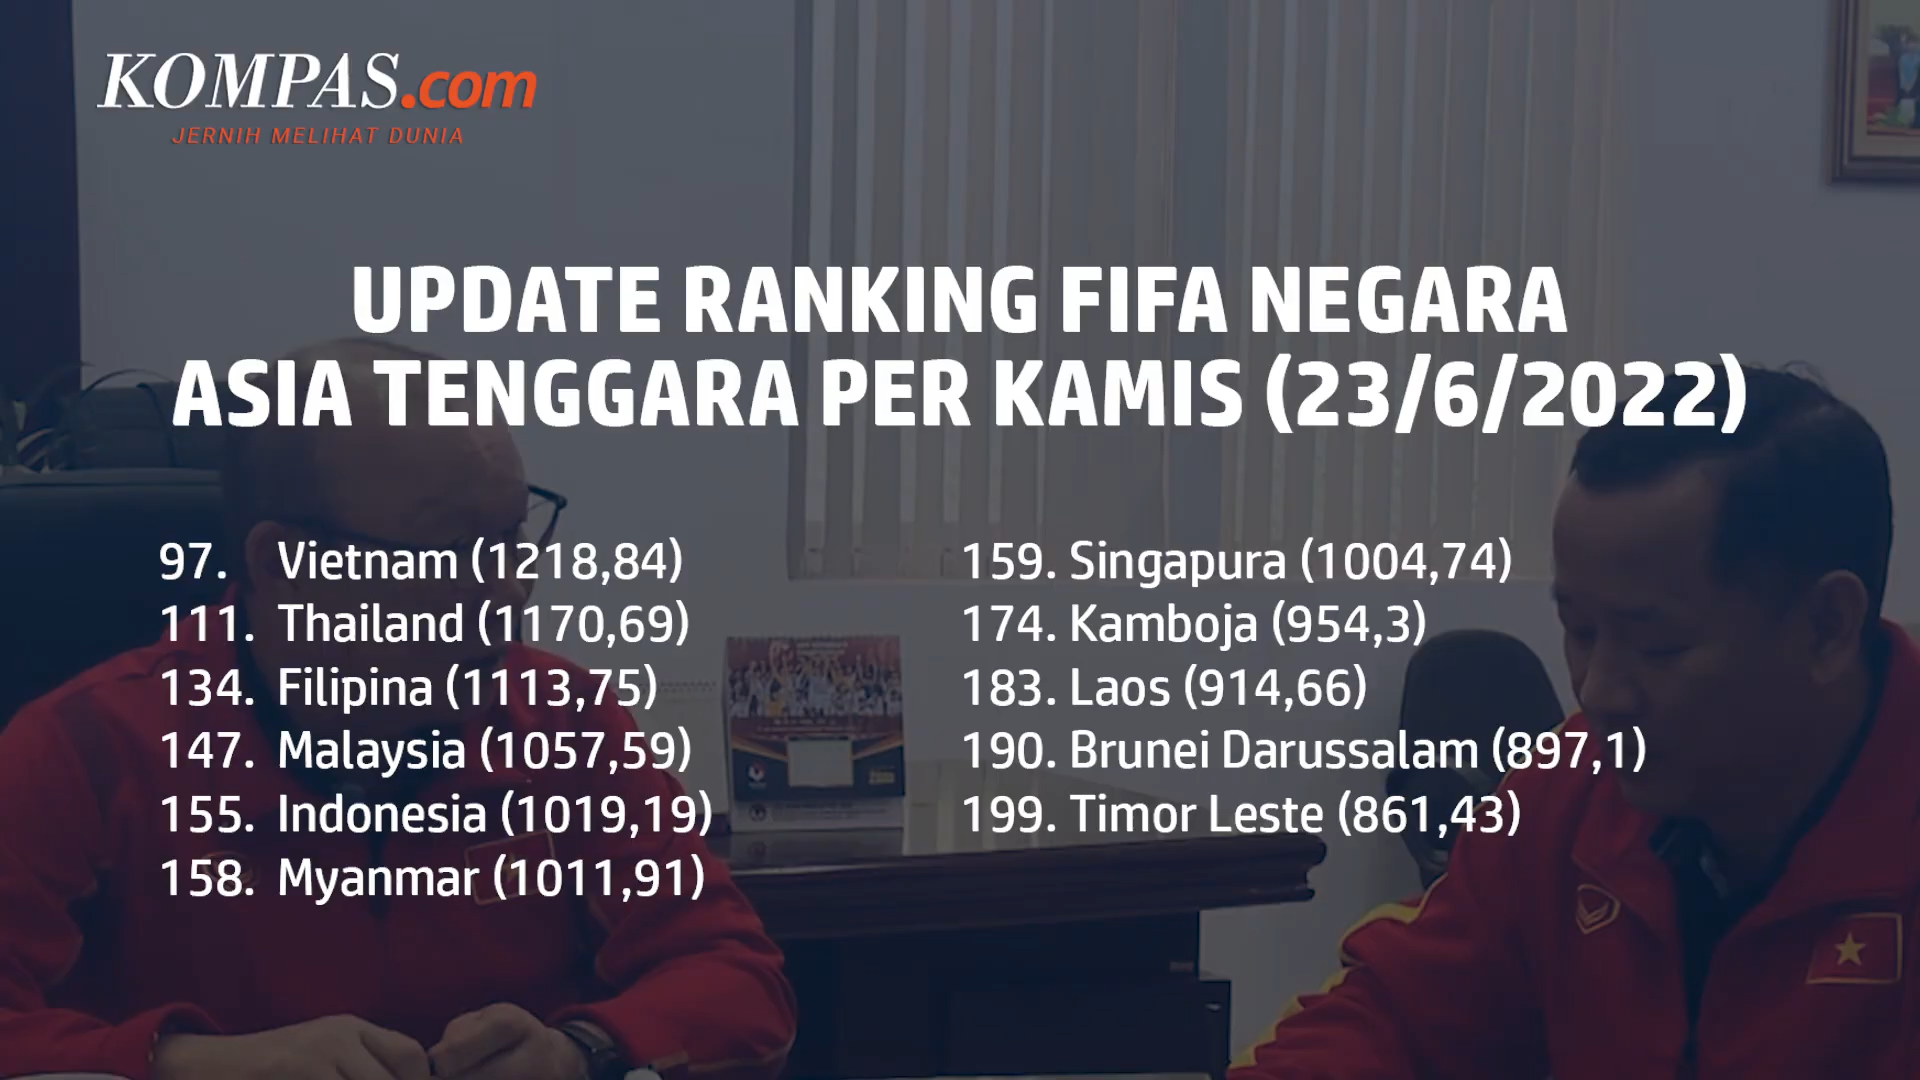 KOMPAS.com
JERNIH MELIHAT DUNIA
UPDATE RANKING FIFA NEGARA
ASIA TENGGARA PER KAMIS (23/6/2022)
97. Vietnam (1218,84)
111. Thailand (1170,69)
134. Filipina (1113,75)
147. Malaysia (1057,59)
155. Indonesia (1019,19)
158. Myanmar (1011,91)
159. Singapura (1004,74)
174. Kamboja (954,3)
183. Laos (914,66)
190. Brunei Darussalam (897,1)
199. Timor Leste (861,43)